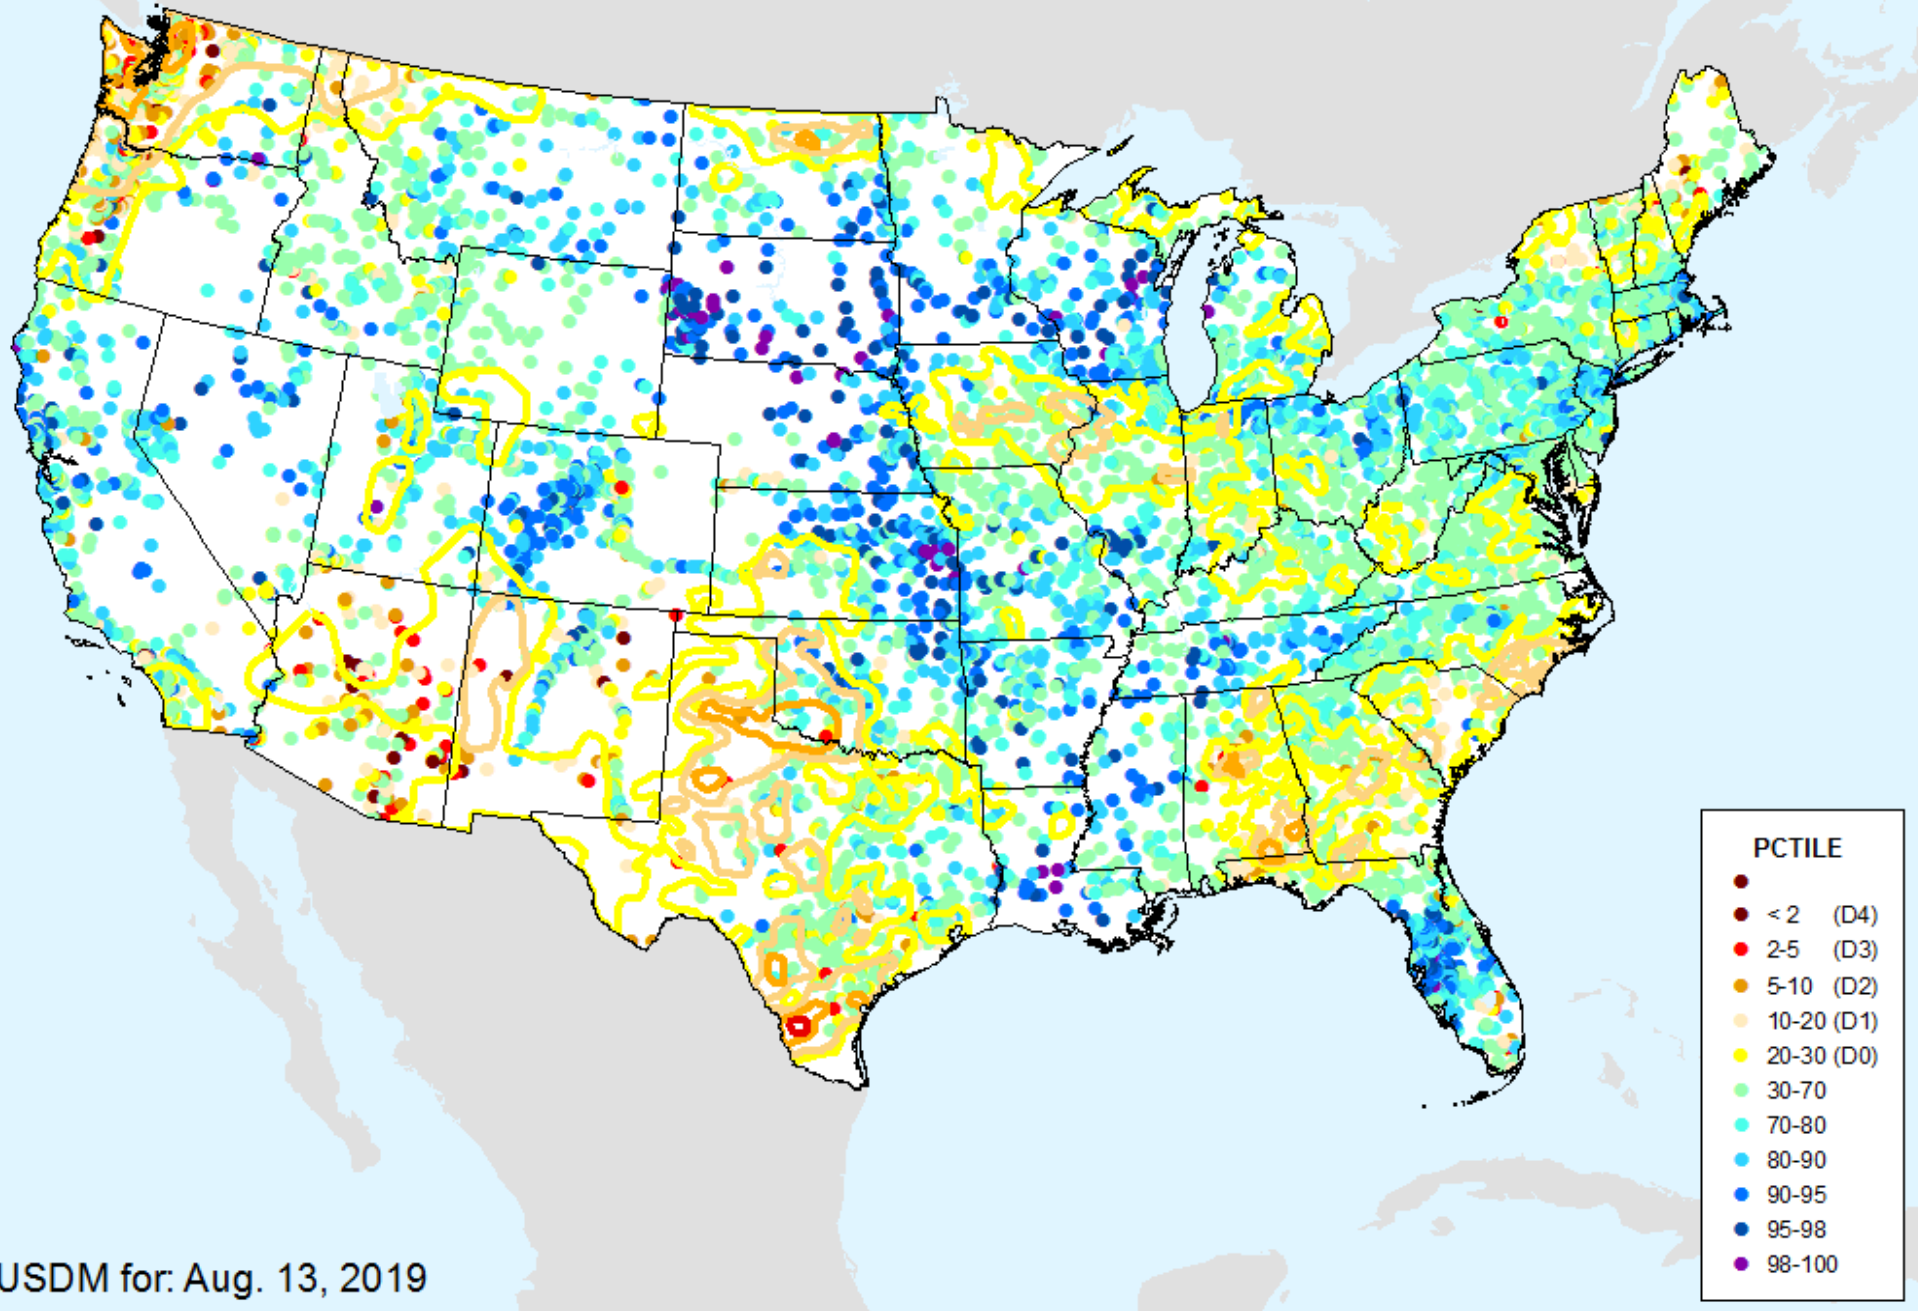 PCTILE
< 2 (D4)
2-5 (D3)
5-10 (D2)
10-20 (D1)
20-30 (D0)
30-70
70-80
80-90
90-95
95-98
98-100
USDM for: Aug. 13, 2019